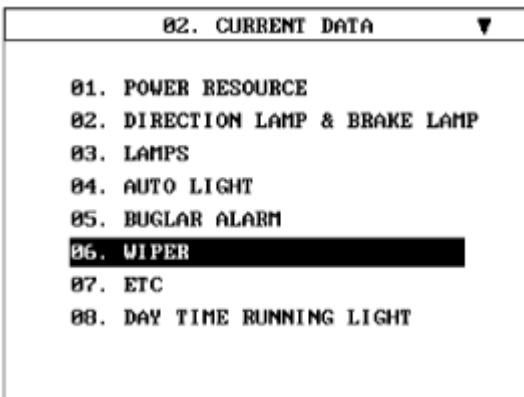 02. CURRENT DATA ▼
01. POWER RESOURCE
02. DIRECTION LAMP & BRAKE LAMP
03. LAMPS
04. AUTO LIGHT
05. BUGLAR ALARM
06. WIPER
07. ETC
08. DAY TIME RUNNING LIGHT